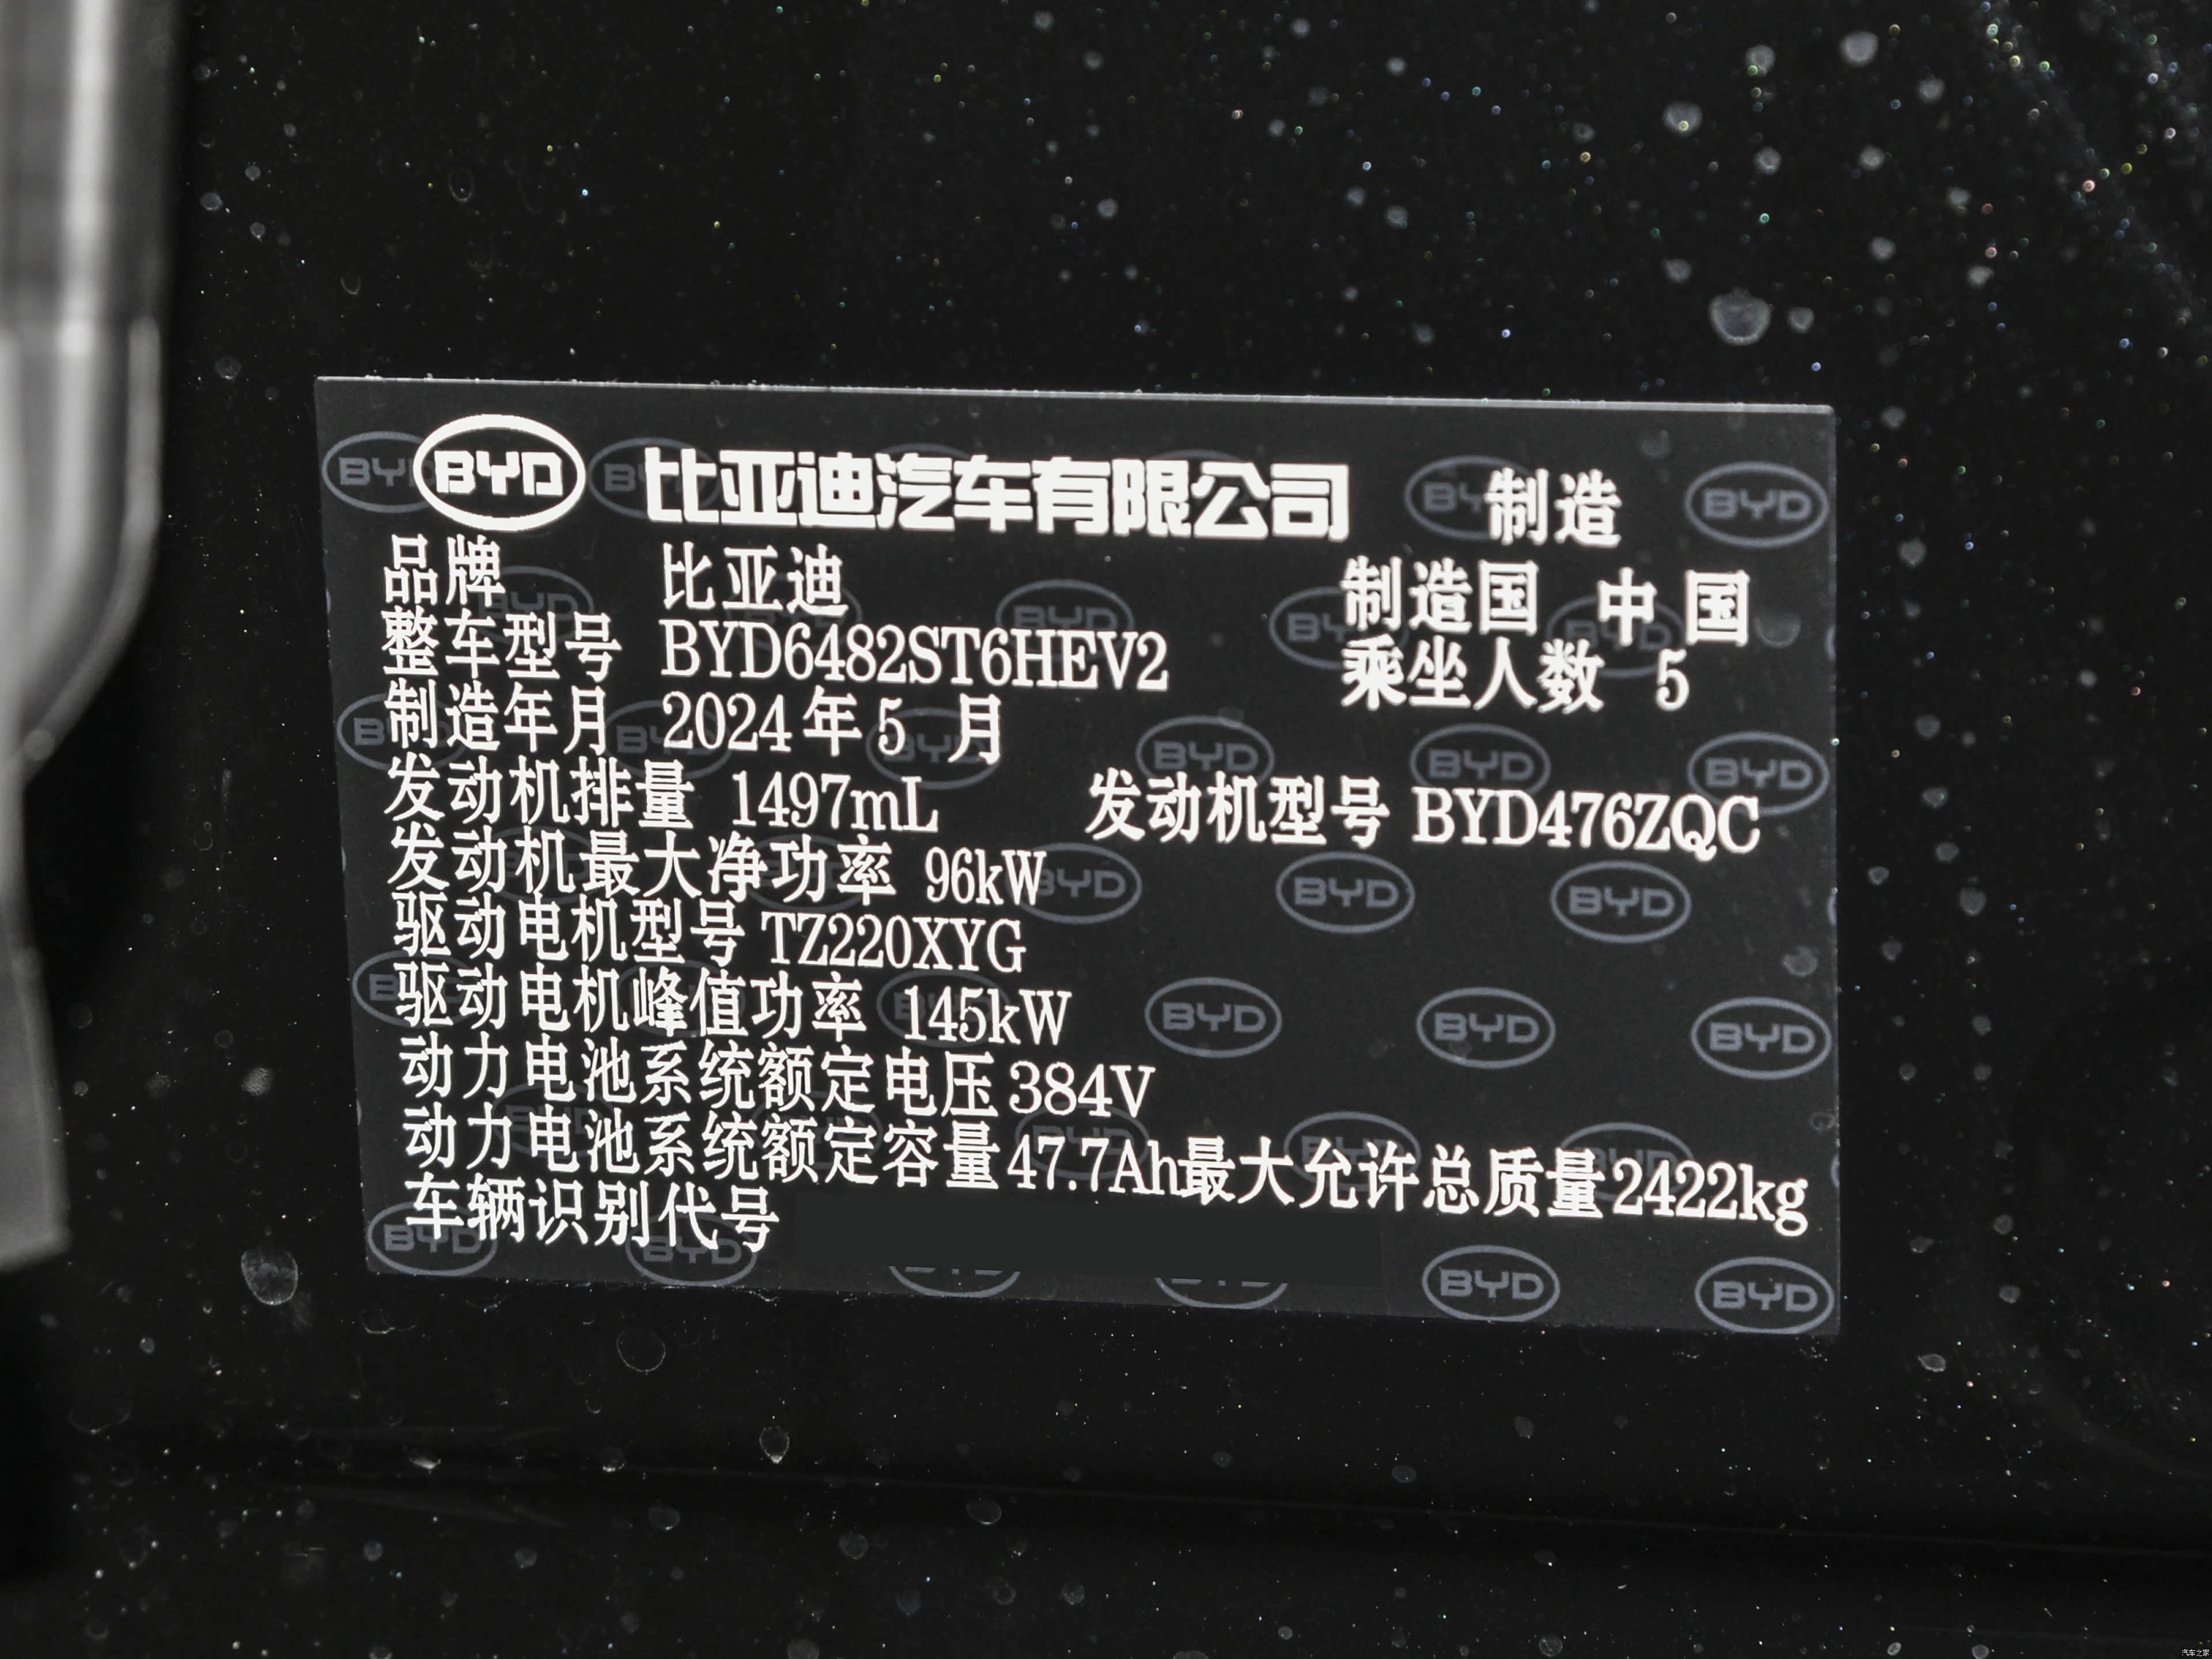 BYD 比亚迪汽车有限公司 制造
品牌 比亚迪 制造国 中国
整车型号 BYD6482ST6HEV2 乘坐人数 5
制造年月 2024年5月
发动机排量 1497mL 发动机型号 BYD476ZQC
发动机最大净功率 96kW
驱动电机型号 TZ220XYG
驱动电机峰值功率 145kW
动力电池系统额定电压 384V
动力电池系统额定容量 47.7Ah 最大允许总质量 2422kg
车辆识别代号
汽车之家